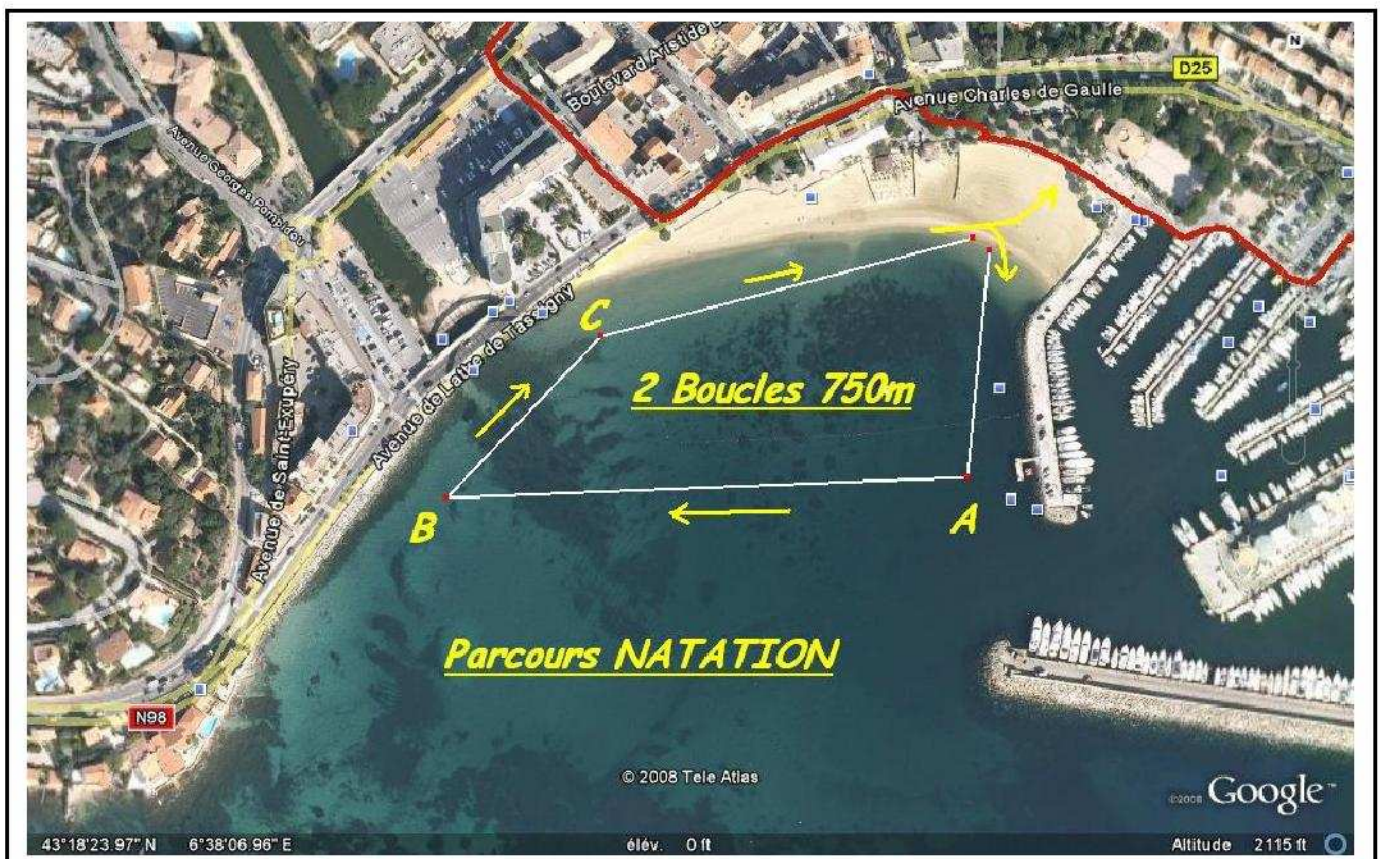 N
D25
Boulevard Aristide B
Avenue Charles de Gaulle
Avenue Georges Pompidou
C
Avenue de Lattre de Tassigny
2 Boucles 750m
Avenue de Saint-Exupéry
B
A
Parcours NATATION
N98
© 2008 Tele Atlas
©2008 Google™
43°18'23.97" N 6°38'06.96" E élév. 0 ft Altitude 2115 ft